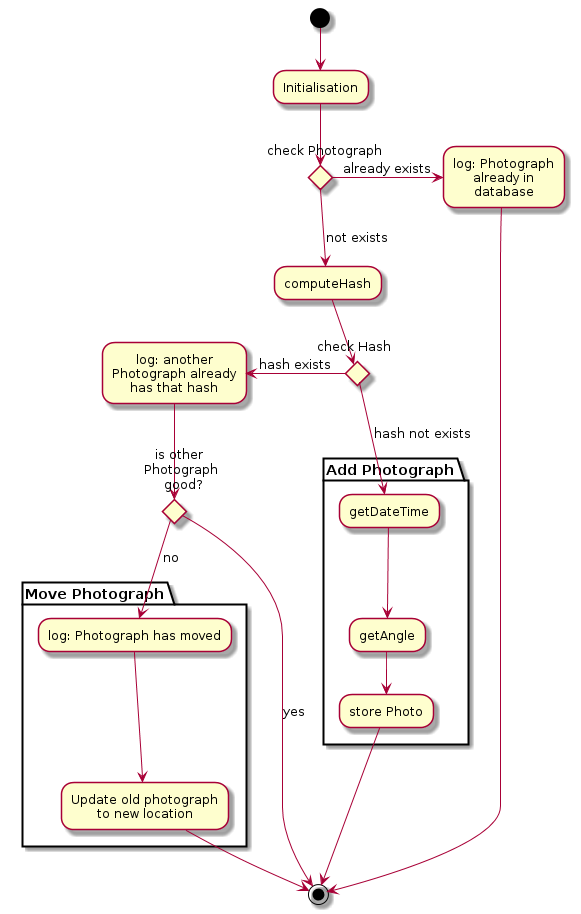 Initialisation
check Photograph
already exists
log: Photograph
already in
database
not exists
computeHash
check Hash
log: another
Photograph already
has that hash
hash exists
hash not exists
is other
Photograph
good?
Add Photograph
getDateTime
no
Move Photograph
log: Photograph has moved
getAngle
yes
store Photo
Update old photograph
to new location